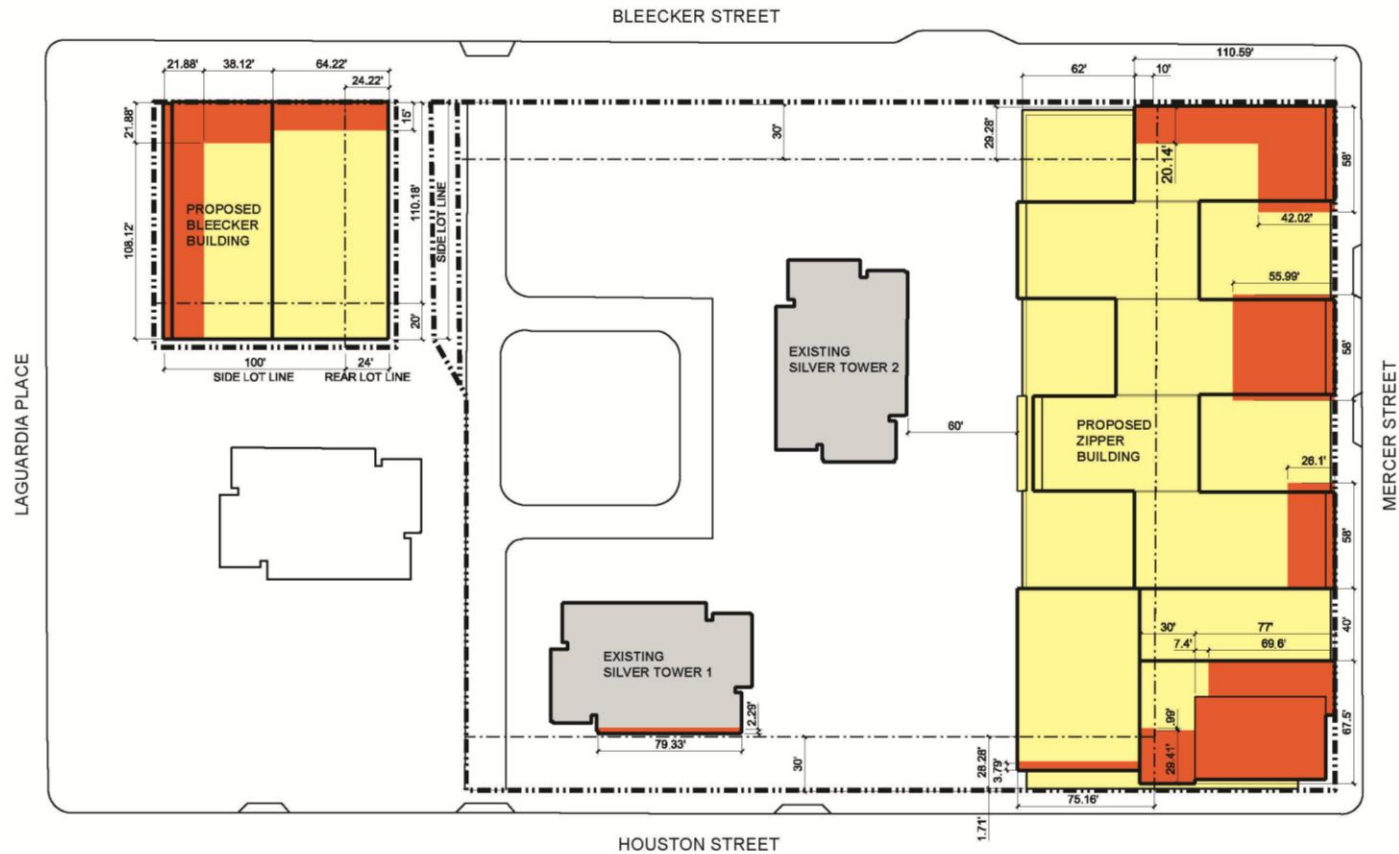 BLEECKER STREET
110.59'
21.88'
38.12'
64.22'
24.22'
62'
10'
21.88'
15'
30'
29.28'
20.14'
58'
108.12'
PROPOSED
BLEECKER
BUILDING
110.18'
SIDE LOT LINE
42.02'
55.99'
20'
58'
100'
24'
SIDE LOT LINE
REAR LOT LINE
EXISTING
SILVER TOWER 2
LAGUARDIA PLACE
MERCER STREET
60'
PROPOSED
ZIPPER
BUILDING
26.1'
58'
30'
77'
40'
7.4'
69.6'
EXISTING
SILVER TOWER 1
2.29'
79.33'
.99'
67.5'
30'
28.28'
3.79'
29.41'
75.16'
1.71'
HOUSTON STREET